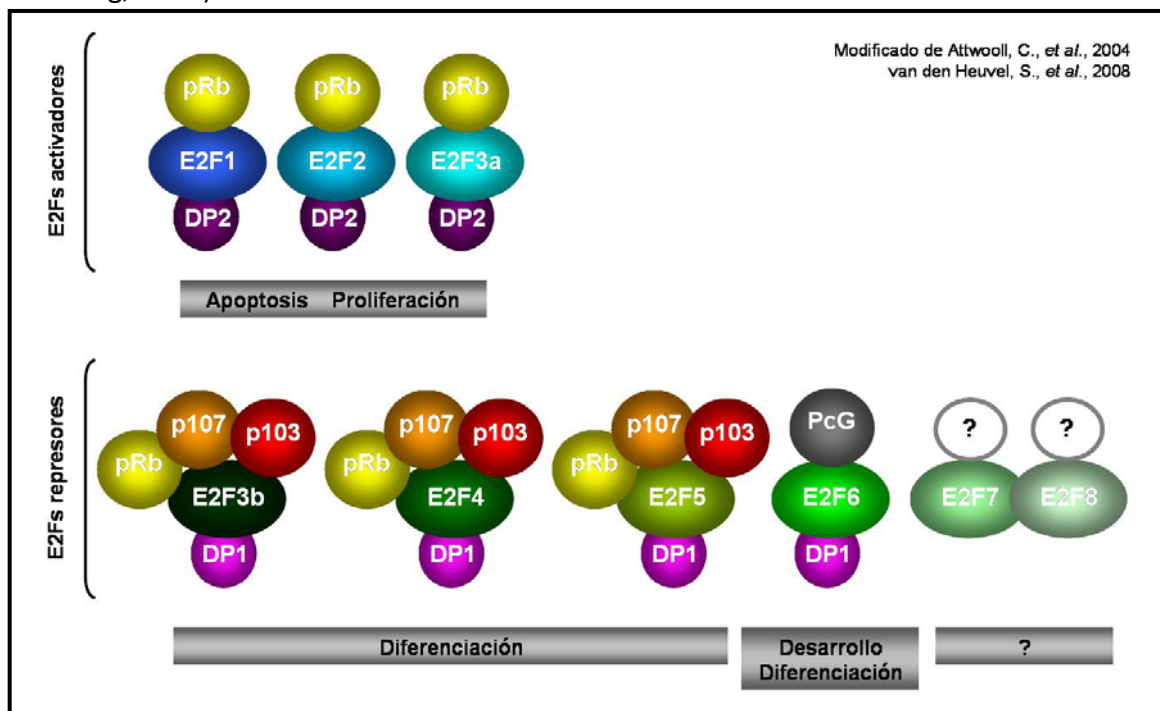 Modificado de Attwooll, C., et al., 2004
van den Heuvel, S., et al., 2008
E2Fs activadores
pRb pRb pRb
E2F1 E2F2 E2F3a
DP2 DP2 DP2
Apoptosis Proliferación
E2Fs represores
pRb p107 p103 pRb p107 p103 pRb p107 p103 PcG ? ?
E2F3b E2F4 E2F5 E2F6 E2F7 E2F8
DP1 DP1 DP1 DP1
Diferenciación
Desarrollo
Diferenciación
?